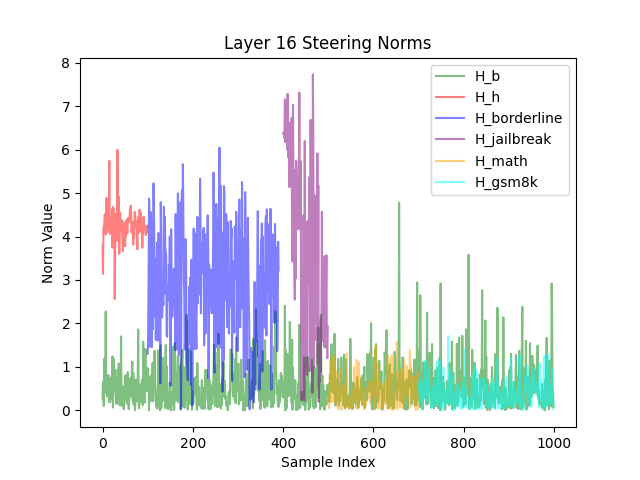 Layer 16 Steering Norms
Norm Value
8
7
6
5
4
3
2
1
0
0
200
400
600
800
1000
Sample Index
H_b
H_h
H_borderline
H_jailbreak
H_math
H_gsm8k